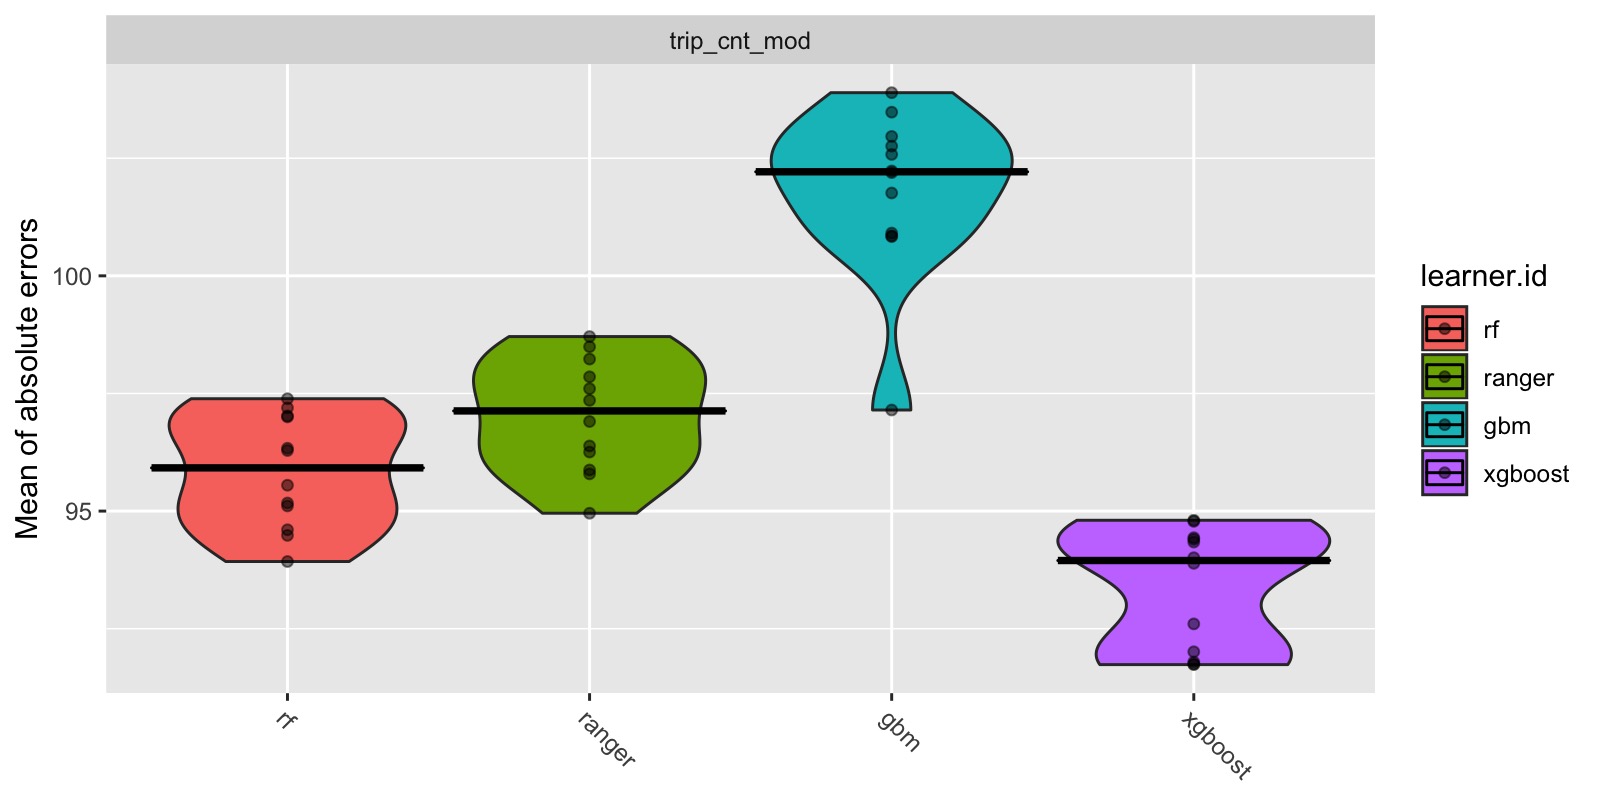 trip_cnt_mod
Mean of absolute errors
100
95
rf
ranger
gbm
xgboost
learner.id
rf
ranger
gbm
xgboost